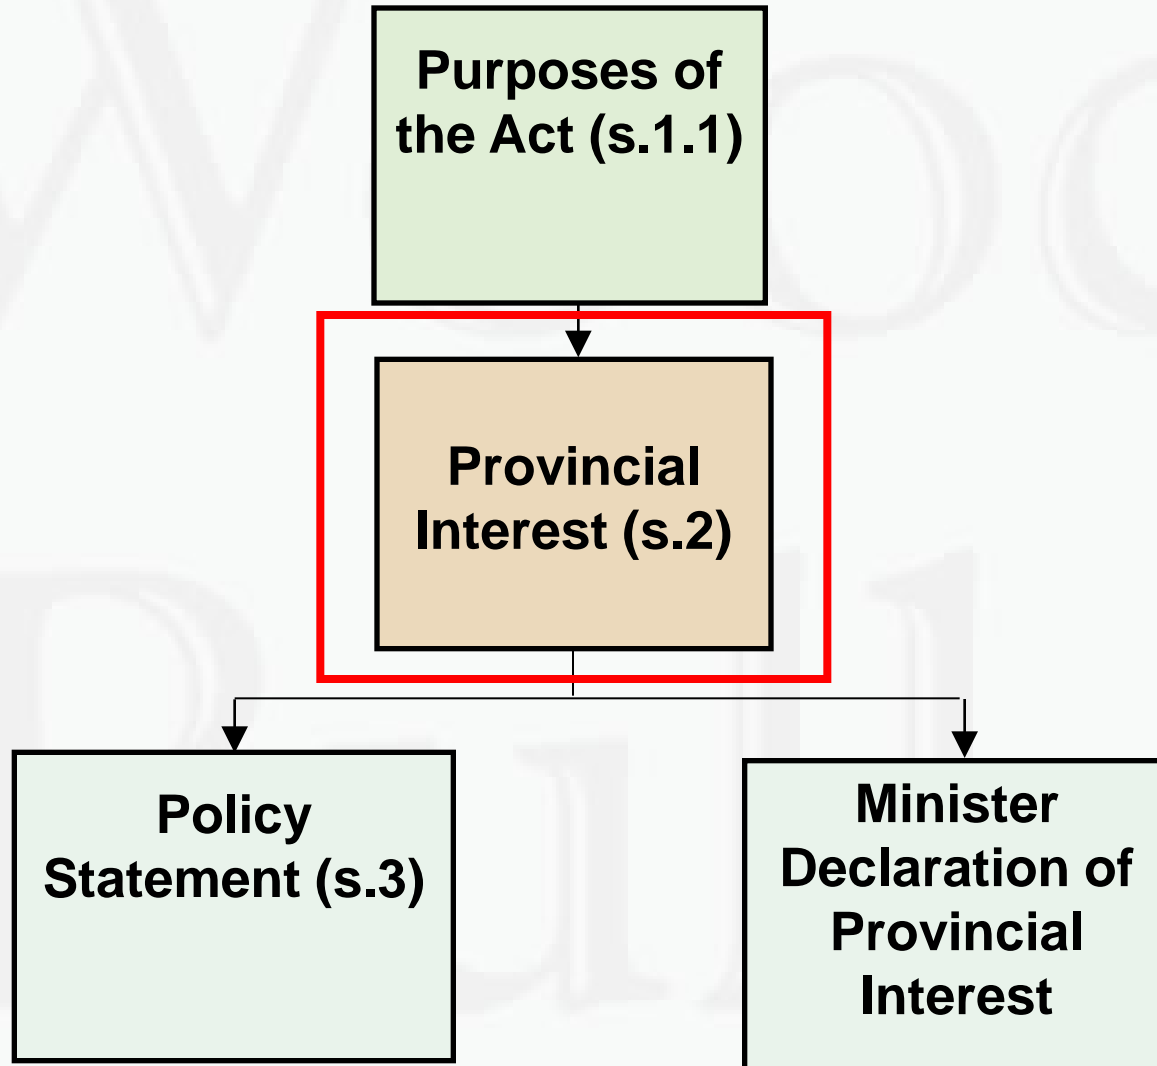 Purposes of
the Act (s.1.1)
Provincial
Interest (s.2)
Policy
Statement (s.3)
Minister
Declaration of
Provincial
Interest